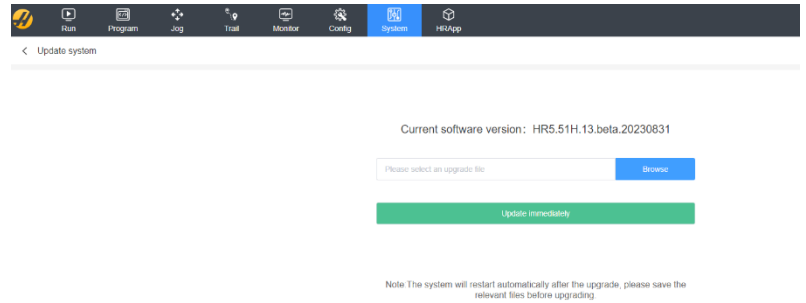 Run Program Jog Trail Monitor Config System HRApp
< Update system
Current software version: HR5.51H.13.beta.20230831
Please select an upgrade file Browse
Update immediately
Note:The system will restart automatically after the upgrade, please save the
relevant files before upgrading.